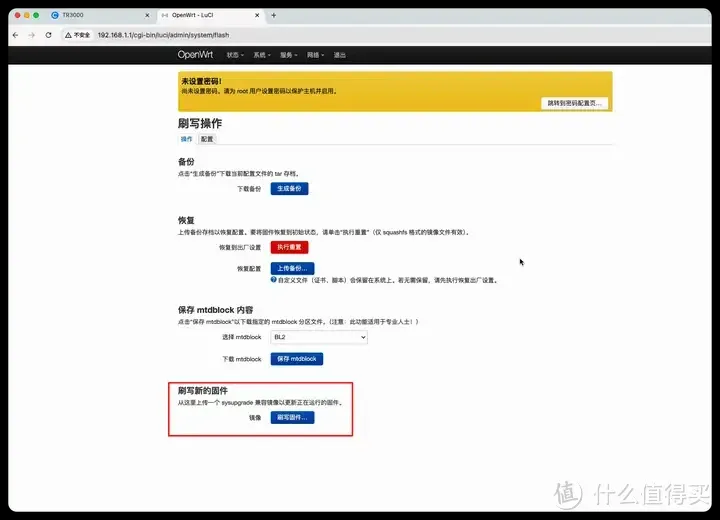 TR3000
OpenWrt - LuCI
不安全 192.168.1.1/cgi-bin/luci/admin/system/flash
OpenWrt 状态 系统 服务 网络 退出
未设置密码！
尚未设置密码。请为 root 用户设置密码以保护主机并启用。
跳转到密码配置页...
刷写操作
操作 配置
备份
点击“生成备份”下载当前配置文件的 tar 存档。
下载备份 生成备份
恢复
上传备份存档以恢复配置。要将固件恢复到初始状态，请单击“执行重置”（仅 squashfs 格式的镜像文件有效）。
恢复到出厂设置 执行重置
恢复配置 上传备份...
自定义文件（证书、脚本）会保留在系统上。若无需保留，请先执行恢复出厂设置。
保存 mtdblock 内容
点击“保存 mtdblock”以下载指定的 mtdblock 分区文件。（注意：此功能适用于专业人士！）
选择 mtdblock BL2
下载 mtdblock 保存 mtdblock
刷写新的固件
从这里上传一个 sysupgrade 兼容镜像以更新正在运行的固件。
镜像 刷写固件...
值 什么值得买